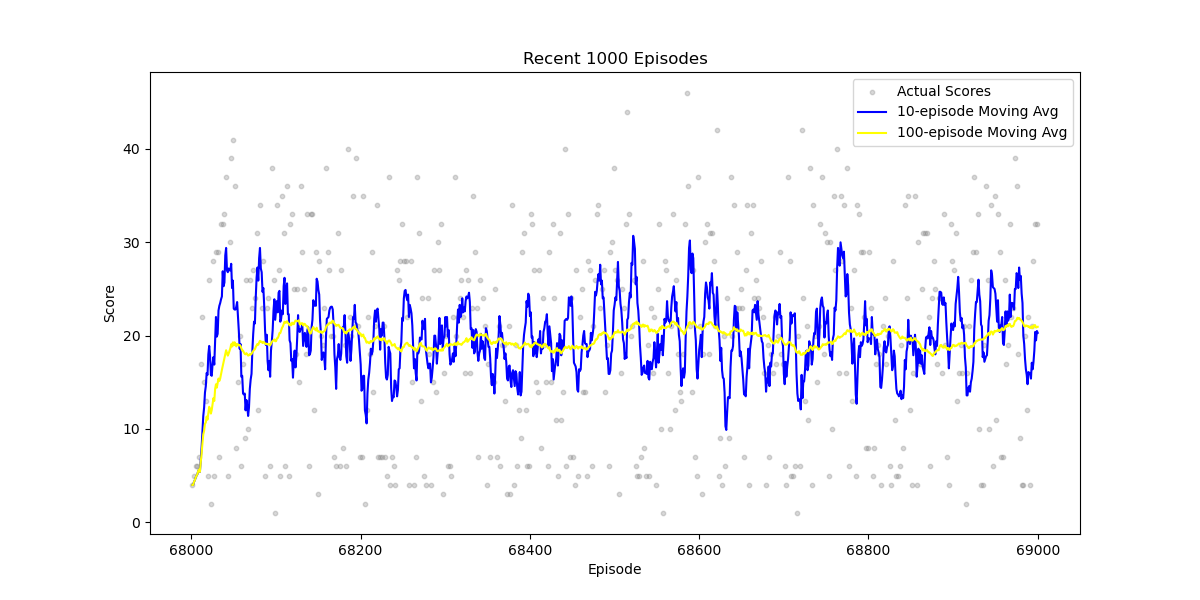 Recent 1000 Episodes
Actual Scores
10-episode Moving Avg
100-episode Moving Avg
Score
40
30
20
10
0
68000 68200 68400 68600 68800 69000
Episode